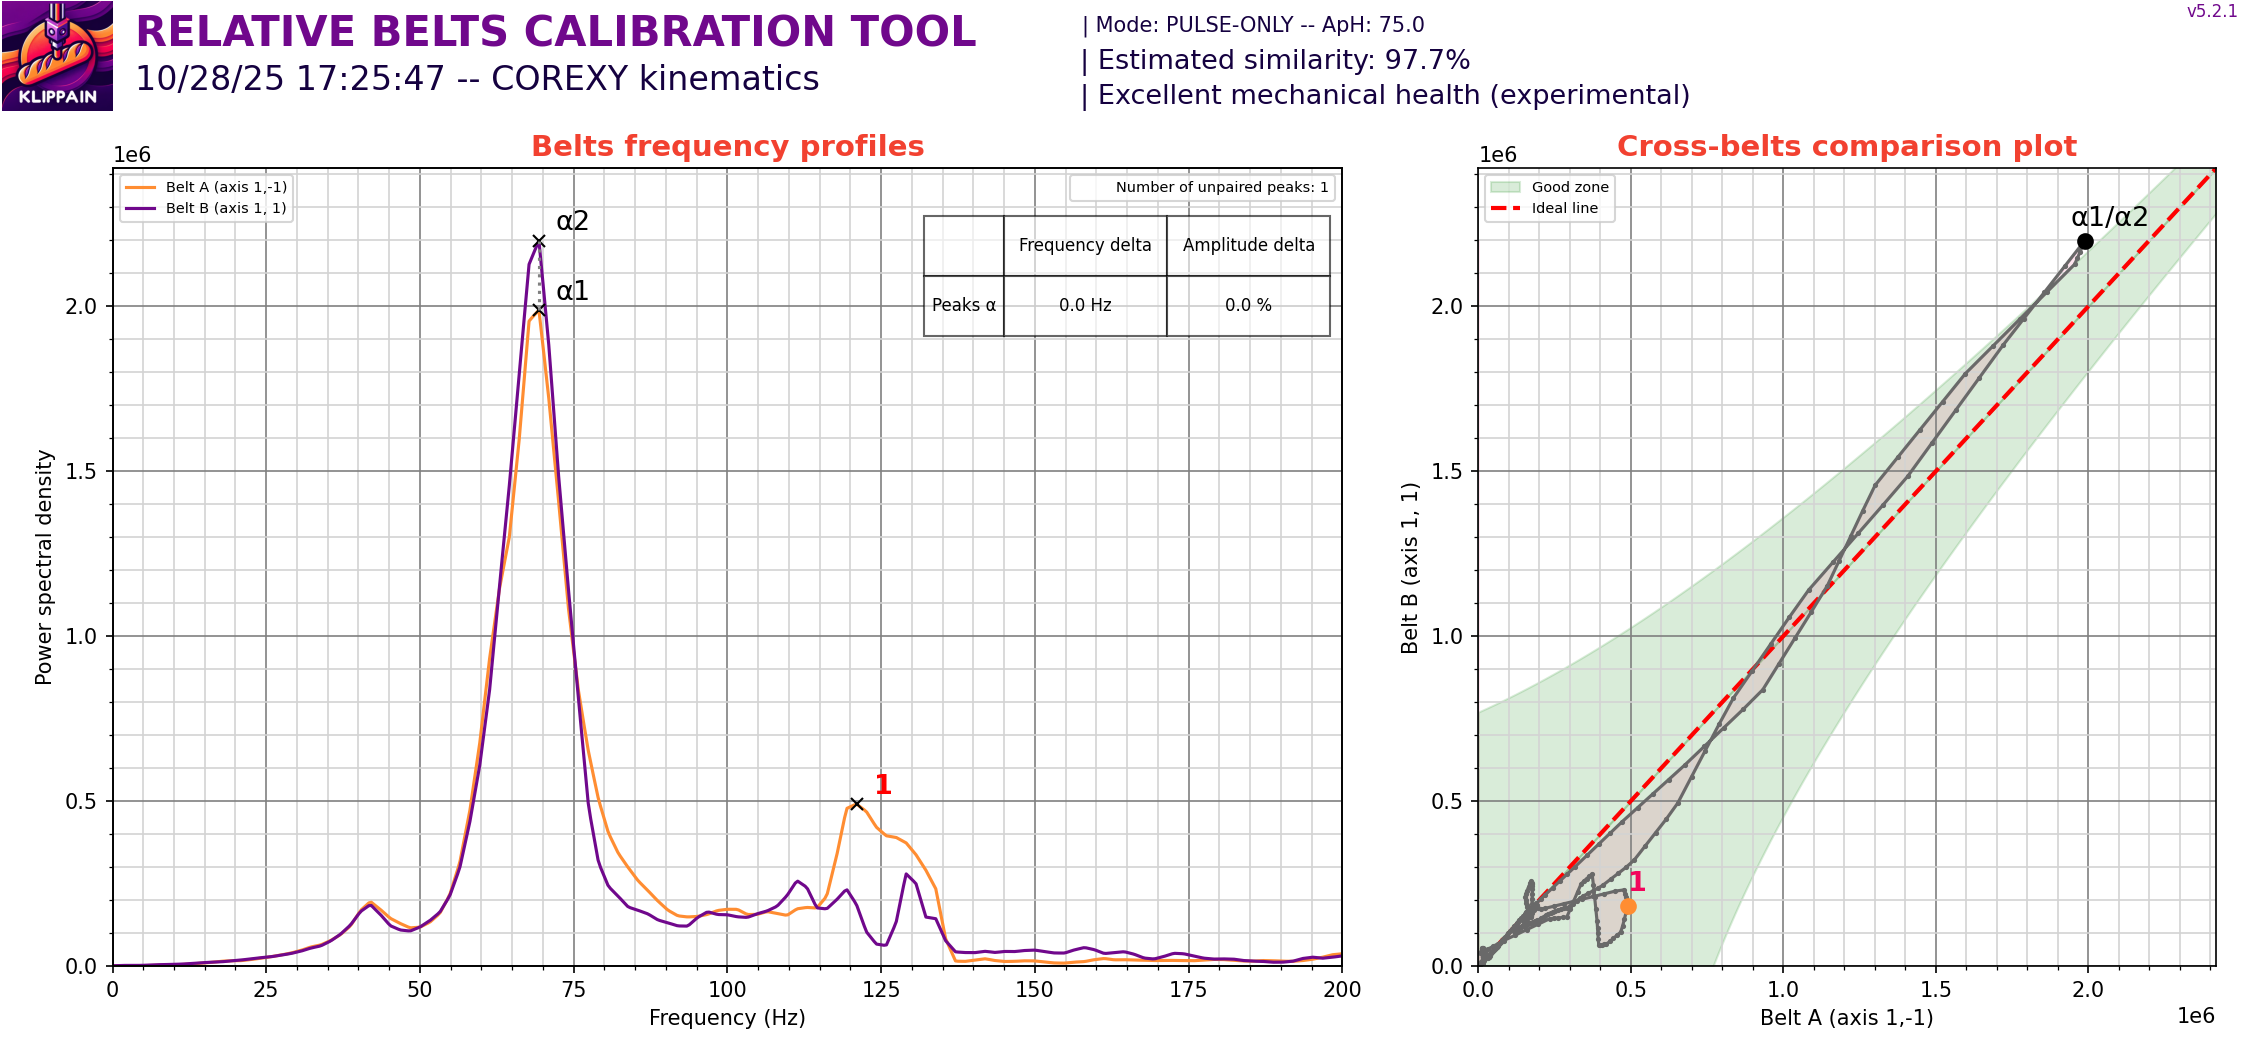 KLIPPAIN
RELATIVE BELTS CALIBRATION TOOL
10/28/25 17:25:47 -- COREXY kinematics
| Mode: PULSE-ONLY -- ApH: 75.0
| Estimated similarity: 97.7%
| Excellent mechanical health (experimental)
v5.2.1
Belts frequency profiles
1e6
Belt A (axis 1,-1)
Belt B (axis 1, 1)
Number of unpaired peaks: 1
Frequency delta
Amplitude delta
Peaks α
0.0 Hz
0.0 %
α2
α1
1
Power spectral density
2.0
1.5
1.0
0.5
0.0
0
25
50
75
100
125
150
175
200
Frequency (Hz)
Cross-belts comparison plot
1e6
Good zone
Ideal line
α1/α2
1
Belt B (axis 1, 1)
2.0
1.5
1.0
0.5
0.0
0.0
0.5
1.0
1.5
2.0
Belt A (axis 1,-1)
1e6